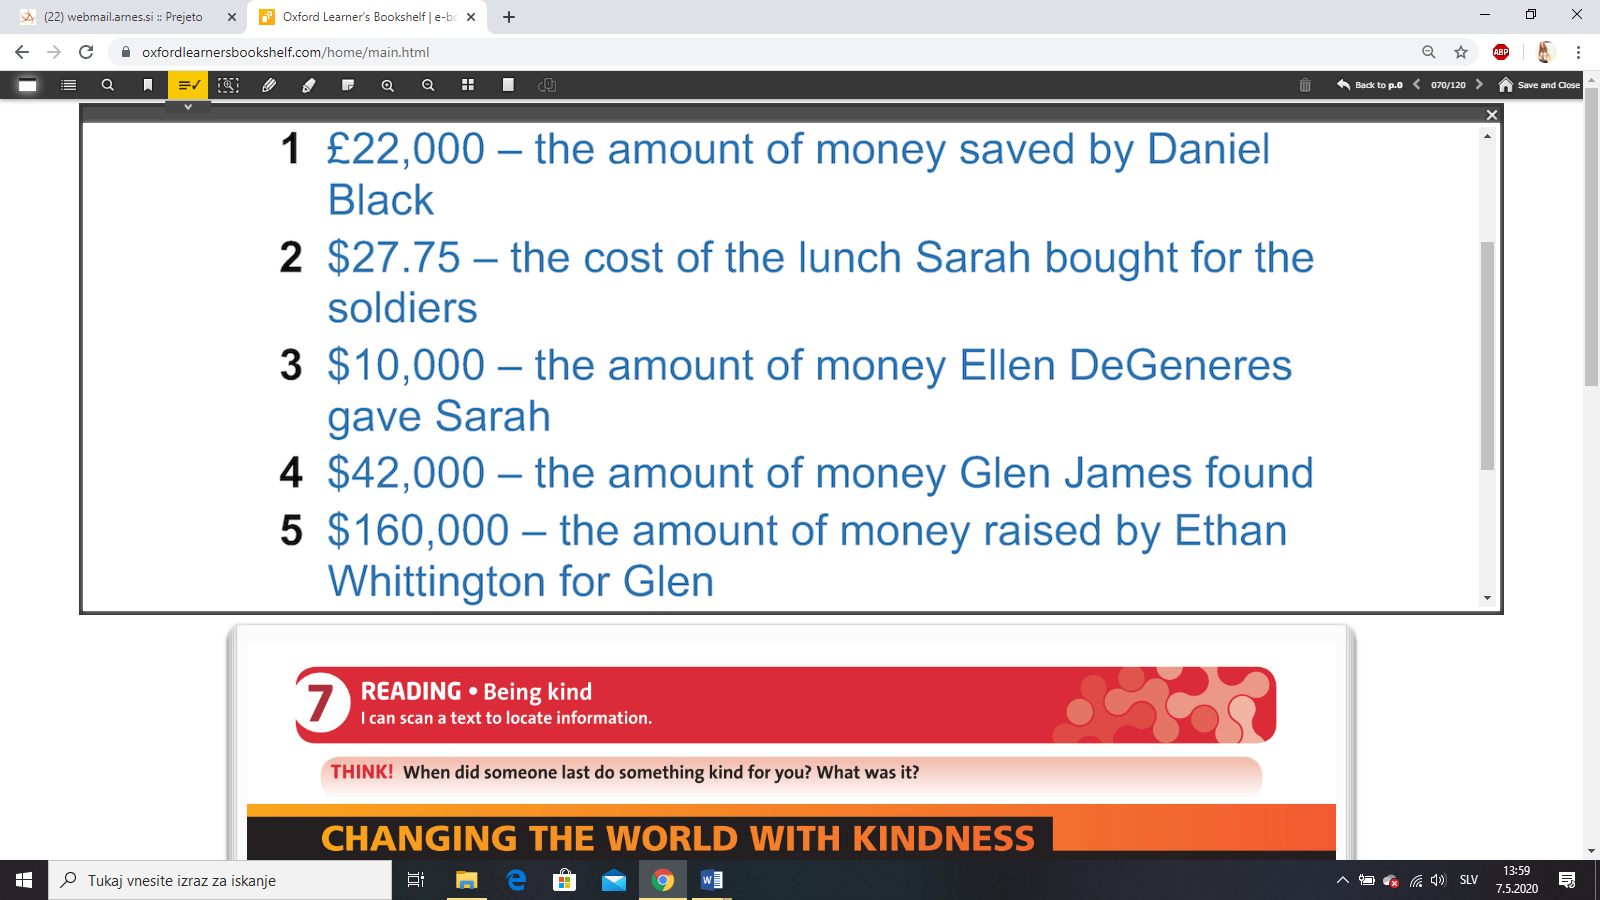 (22) webmail.arnes.si :: Prejeto
Oxford Learner's Bookshelf | e-bo
oxfordlearnersbookshelf.com/home/main.html
ABP
Back to p.0
070/120
Save and Close
1 £22,000 – the amount of money saved by Daniel
Black
2 $27.75 – the cost of the lunch Sarah bought for the
soldiers
3 $10,000 – the amount of money Ellen DeGeneres
gave Sarah
4 $42,000 – the amount of money Glen James found
5 $160,000 – the amount of money raised by Ethan
Whittington for Glen
7 READING • Being kind
I can scan a text to locate information.
THINK! When did someone last do something kind for you? What was it?
CHANGING THE WORLD WITH KINDNESS
Tukaj vnesite izraz za iskanje
SLV
13:59
7.5.2020